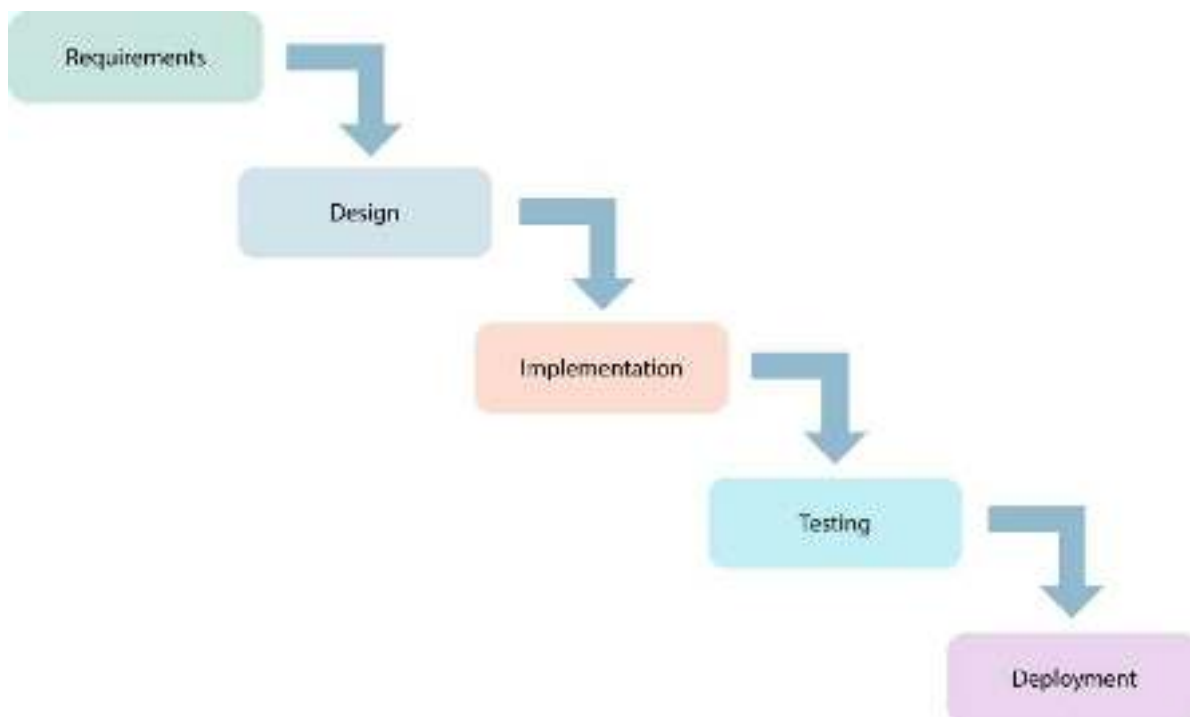 Requirements
Design
Implementation
Testing
Deployment